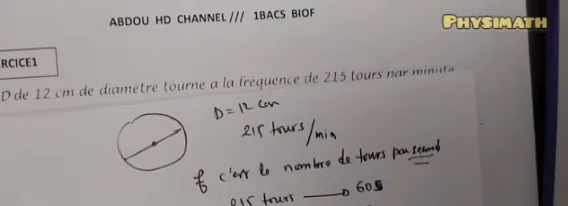 ABDOU HD CHANNEL /// 1BACS BIOF
PHYSIMATH
RCICE1
D de 12 cm de diamètre tourne a la fréquence de 215 tours par minute
D = 12 cm
215 tours/min
f c'est le nombre de tours par second
215 tours → 60s